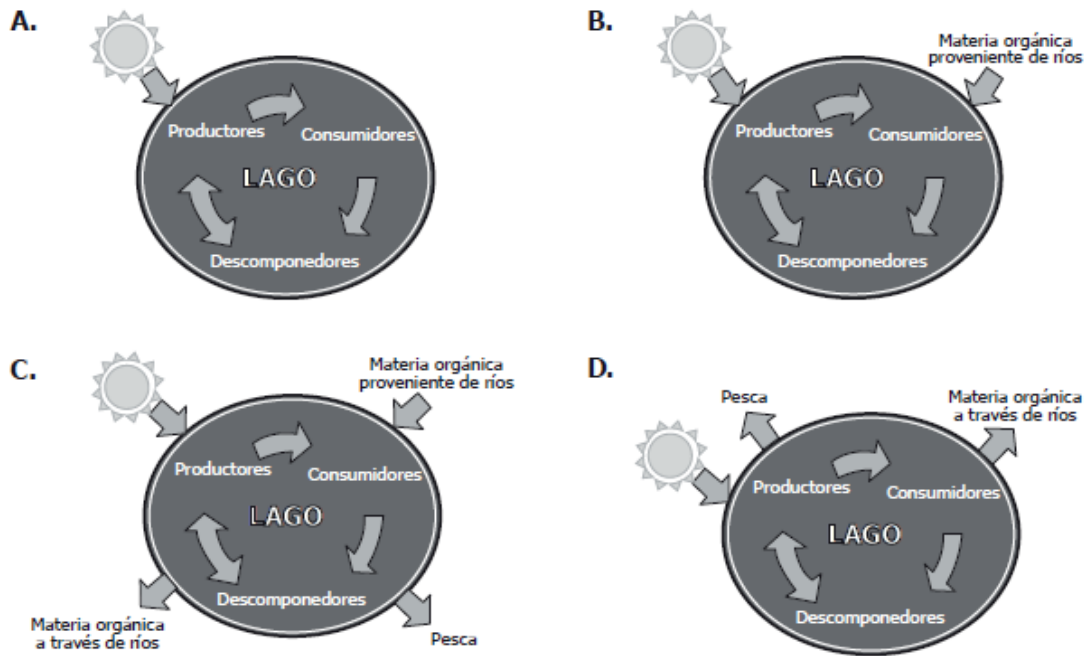 A.
Productores
Consumidores
LAGO
Descomponedores
B.
Materia orgánica
proveniente de ríos
Productores
Consumidores
LAGO
Descomponedores
C.
Materia orgánica
proveniente de ríos
Productores
Consumidores
LAGO
Descomponedores
Materia orgánica
a través de ríos
Pesca
D.
Pesca
Materia orgánica
a través de ríos
Productores
Consumidores
LAGO
Descomponedores